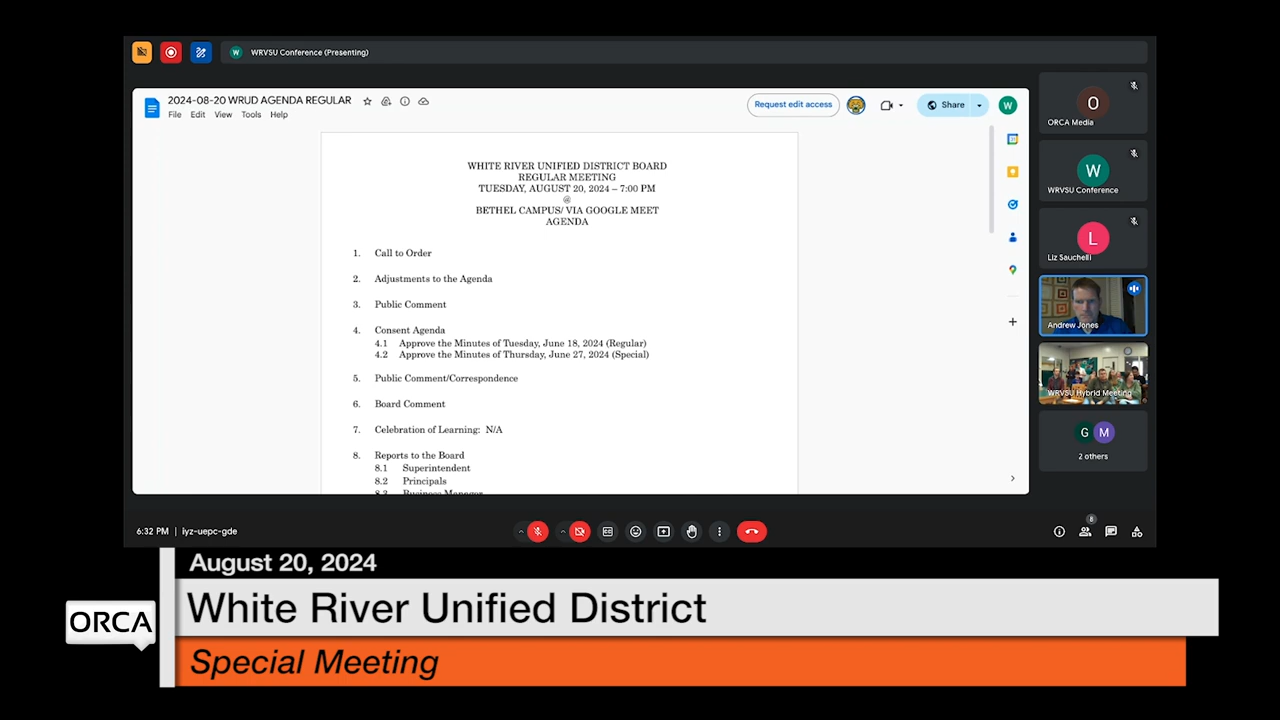 W WRVSU Conference (Presenting)
2024-08-20 WRUD AGENDA REGULAR
File Edit View Tools Help
Request edit access
Share
W
WHITE RIVER UNIFIED DISTRICT BOARD
REGULAR MEETING
TUESDAY, AUGUST 20, 2024 – 7:00 PM
@
BETHEL CAMPUS/ VIA GOOGLE MEET
AGENDA
1. Call to Order
2. Adjustments to the Agenda
3. Public Comment
4. Consent Agenda
4.1 Approve the Minutes of Tuesday, June 18, 2024 (Regular)
4.2 Approve the Minutes of Thursday, June 27, 2024 (Special)
5. Public Comment/Correspondence
6. Board Comment
7. Celebration of Learning: N/A
8. Reports to the Board
8.1 Superintendent
8.2 Principals
8.3 Business Manager
O
ORCA Media
W
WRVSU Conference
L
Liz Sauchelli
Andrew Jones
WRVSU Hybrid Meeting
G M
2 others
6:32 PM | iyz-uepc-gde
8
August 20, 2024
ORCA
White River Unified District
Special Meeting